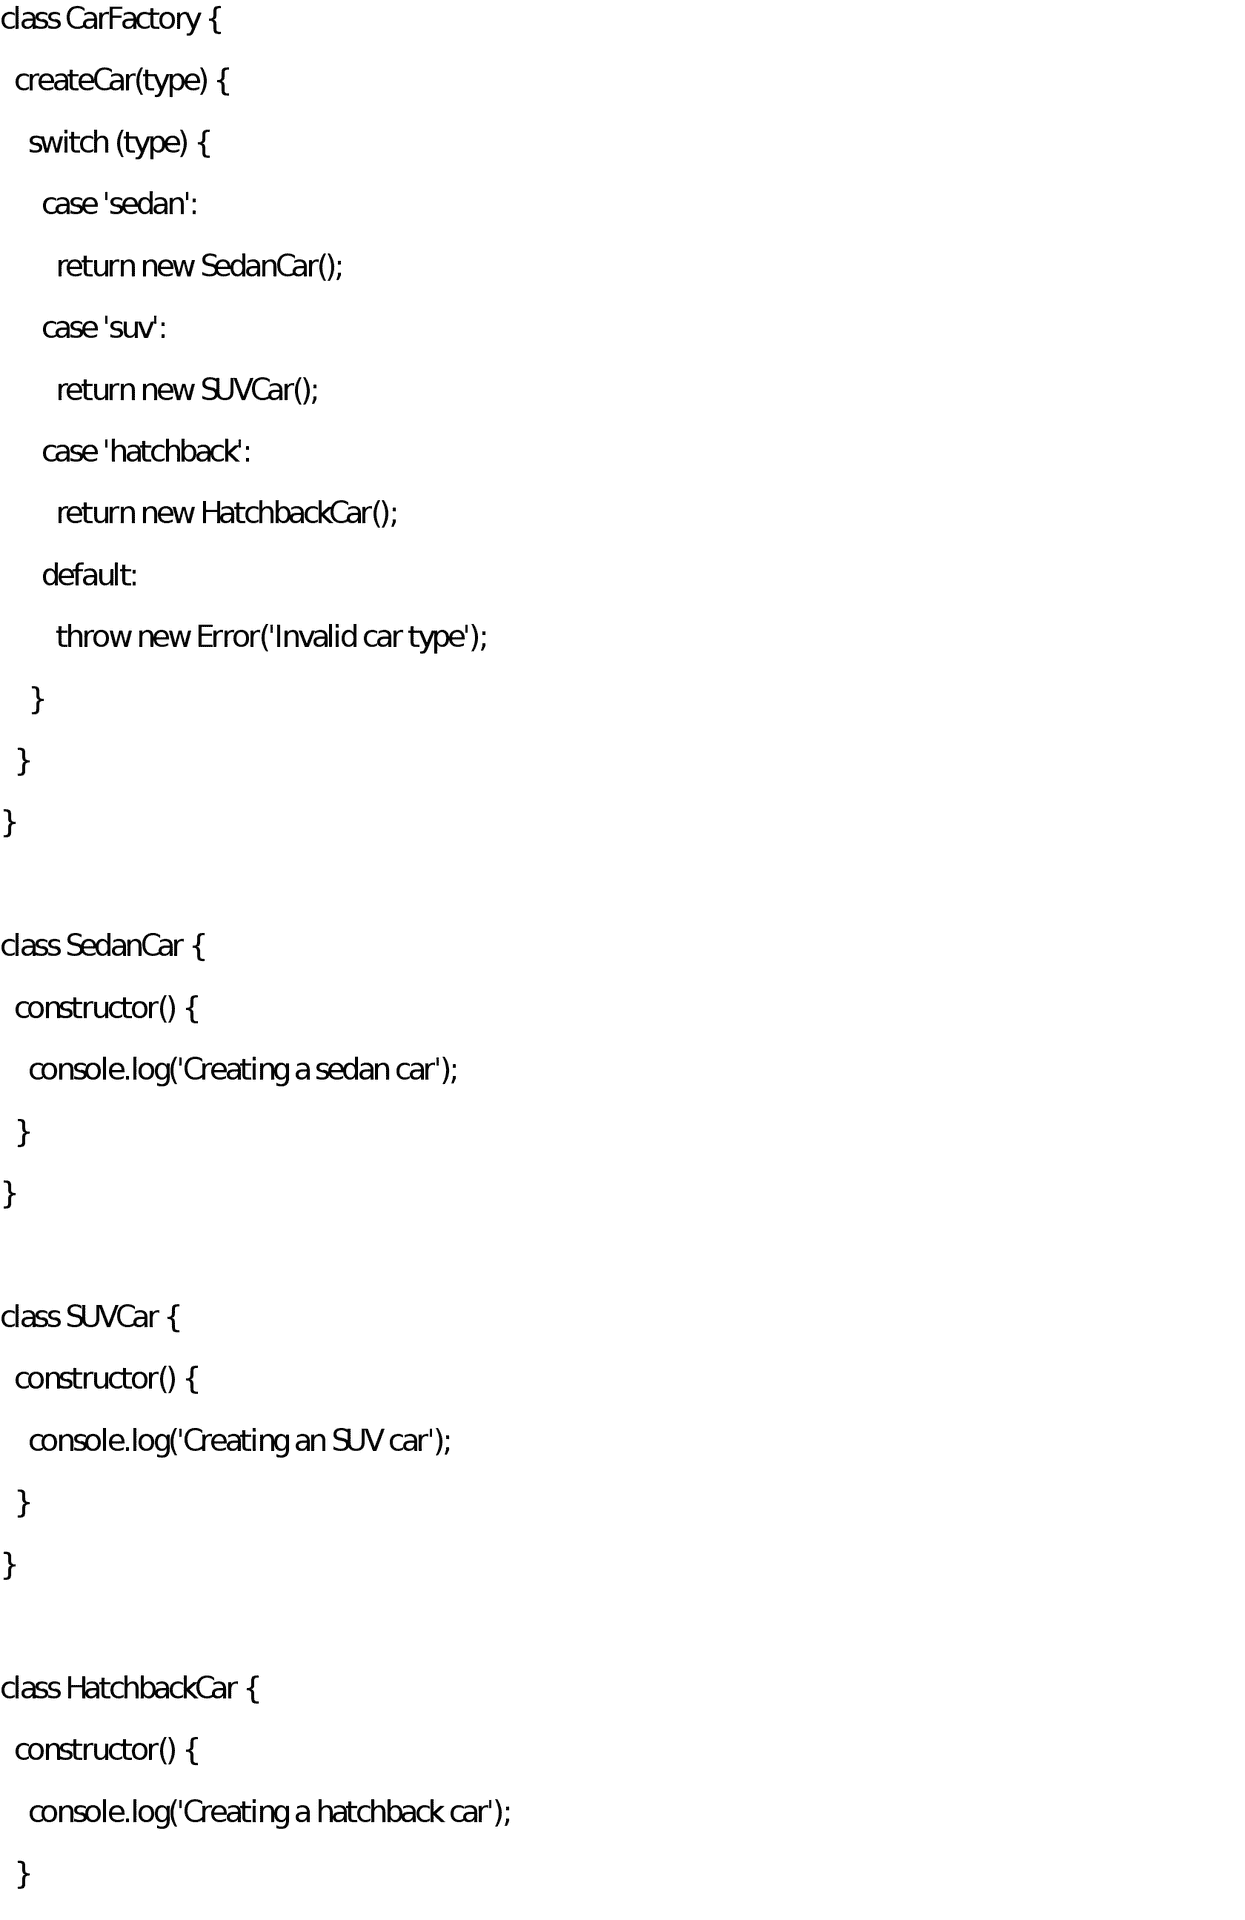 class CarFactory {
  createCar(type) {
    switch (type) {
      case 'sedan':
        return new SedanCar();
      case 'suv':
        return new SUVCar();
      case 'hatchback':
        return new HatchbackCar();
      default:
        throw new Error('Invalid car type');
    }
  }
}

class SedanCar {
  constructor() {
    console.log('Creating a sedan car');
  }
}

class SUVCar {
  constructor() {
    console.log('Creating an SUV car');
  }
}

class HatchbackCar {
  constructor() {
    console.log('Creating a hatchback car');
  }